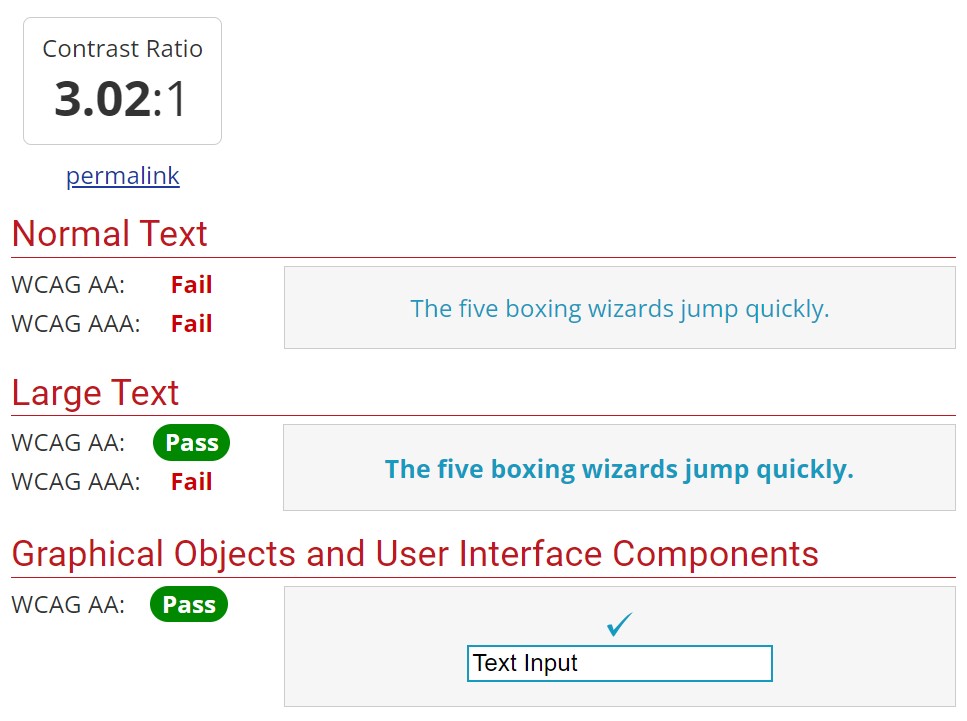 Contrast Ratio
3.02:1
permalink
Normal Text
WCAG AA: Fail
WCAG AAA: Fail
The five boxing wizards jump quickly.
Large Text
WCAG AA: Pass
WCAG AAA: Fail
The five boxing wizards jump quickly.
Graphical Objects and User Interface Components
WCAG AA: Pass
Text Input